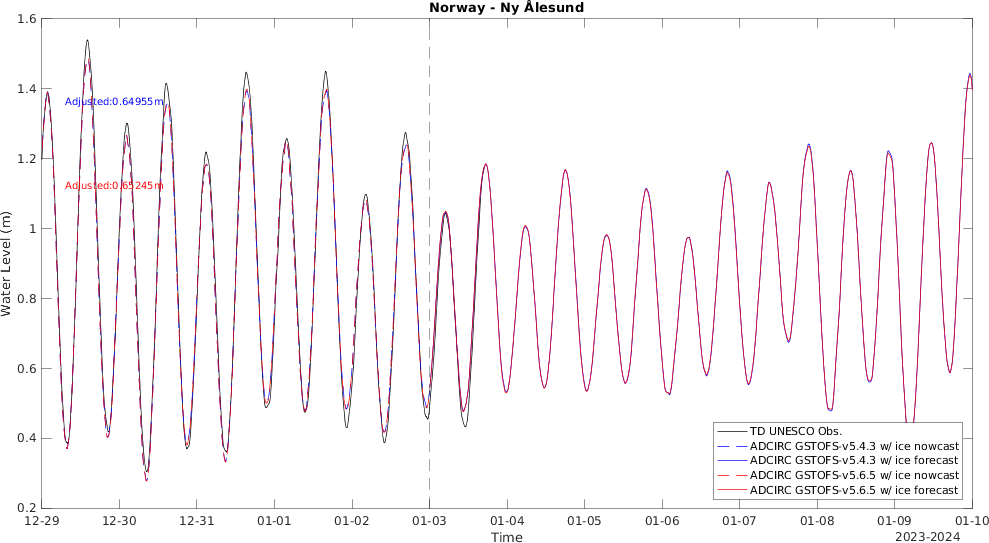 Norway - Ny Ålesund
1.6
1.4
1.2
1
0.8
0.6
0.4
0.2
Water Level (m)
Adjusted:0.64955m
Adjusted:0.65245m
TD UNESCO Obs.
ADCIRC GSTOFS-v5.4.3 w/ ice nowcast
ADCIRC GSTOFS-v5.4.3 w/ ice forecast
ADCIRC GSTOFS-v5.6.5 w/ ice nowcast
ADCIRC GSTOFS-v5.6.5 w/ ice forecast
12-29 12-30 12-31 01-01 01-02 01-03 01-04 01-05 01-06 01-07 01-08 01-09 01-10
Time
2023-2024